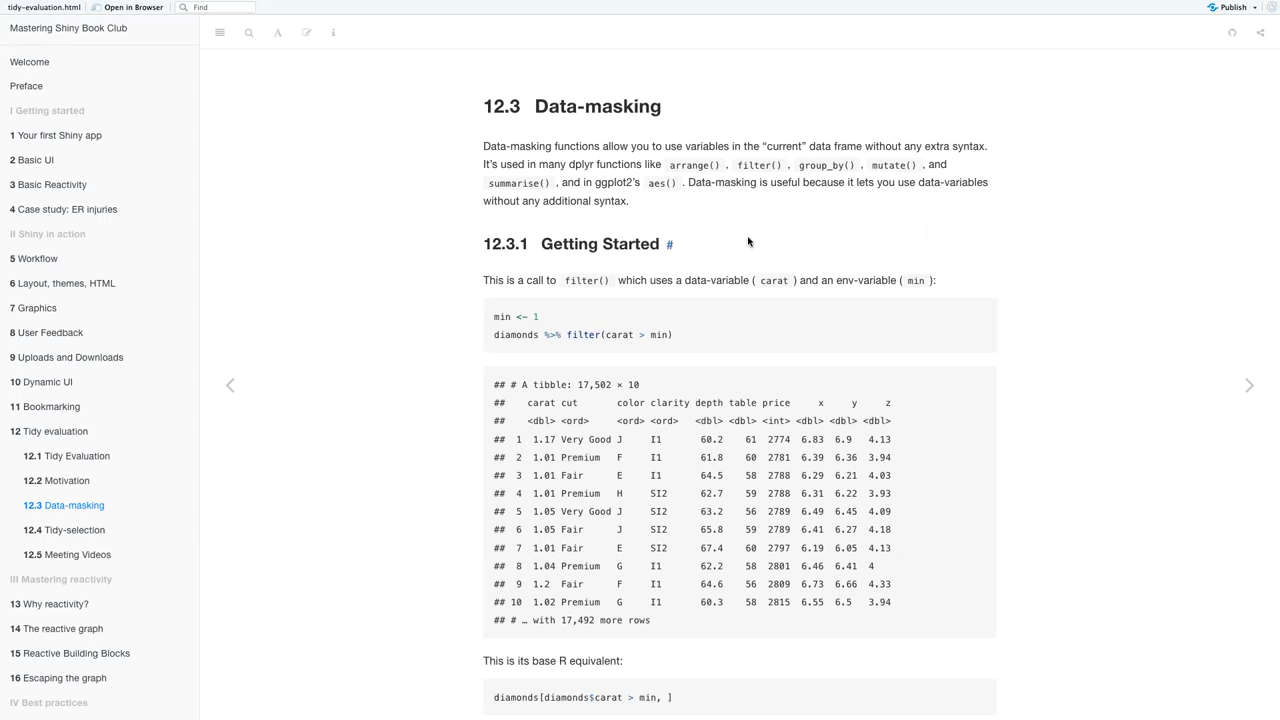 tidy-evaluation.html Open in Browser Find Publish
Mastering Shiny Book Club
Welcome
Preface
I Getting started
1 Your first Shiny app
2 Basic UI
3 Basic Reactivity
4 Case study: ER injuries
II Shiny in action
5 Workflow
6 Layout, themes, HTML
7 Graphics
8 User Feedback
9 Uploads and Downloads
10 Dynamic UI
11 Bookmarking
12 Tidy evaluation
12.1 Tidy Evaluation
12.2 Motivation
12.3 Data-masking
12.4 Tidy-selection
12.5 Meeting Videos
III Mastering reactivity
13 Why reactivity?
14 The reactive graph
15 Reactive Building Blocks
16 Escaping the graph
IV Best practices
12.3 Data-masking
Data-masking functions allow you to use variables in the “current” data frame without any extra syntax.
It’s used in many dplyr functions like arrange() , filter() , group_by() , mutate() , and
summarise() , and in ggplot2’s aes() . Data-masking is useful because it lets you use data-variables
without any additional syntax.
12.3.1 Getting Started #
This is a call to filter() which uses a data-variable ( carat ) and an env-variable ( min ):
min <- 1
diamonds %>% filter(carat > min)
## # A tibble: 17,502 × 10
## carat cut color clarity depth table price x y z
## <dbl> <ord> <ord> <ord> <dbl> <dbl> <int> <dbl> <dbl> <dbl>
## 1 1.17 Very Good J I1 60.2 61 2774 6.83 6.9 4.13
## 2 1.01 Premium F I1 61.8 60 2781 6.39 6.36 3.94
## 3 1.01 Fair E I1 64.5 58 2788 6.29 6.21 4.03
## 4 1.01 Premium H SI2 62.7 59 2788 6.31 6.22 3.93
## 5 1.05 Very Good J SI2 63.2 56 2789 6.49 6.45 4.09
## 6 1.05 Fair J SI2 65.8 59 2789 6.41 6.27 4.18
## 7 1.01 Fair E SI2 67.4 60 2797 6.19 6.05 4.13
## 8 1.04 Premium G I1 62.2 58 2801 6.46 6.41 4
## 9 1.2 Fair F I1 64.6 56 2809 6.73 6.66 4.33
## 10 1.02 Premium G I1 60.3 58 2815 6.55 6.5 3.94
## # … with 17,492 more rows
This is its base R equivalent:
diamonds[diamonds$carat > min, ]